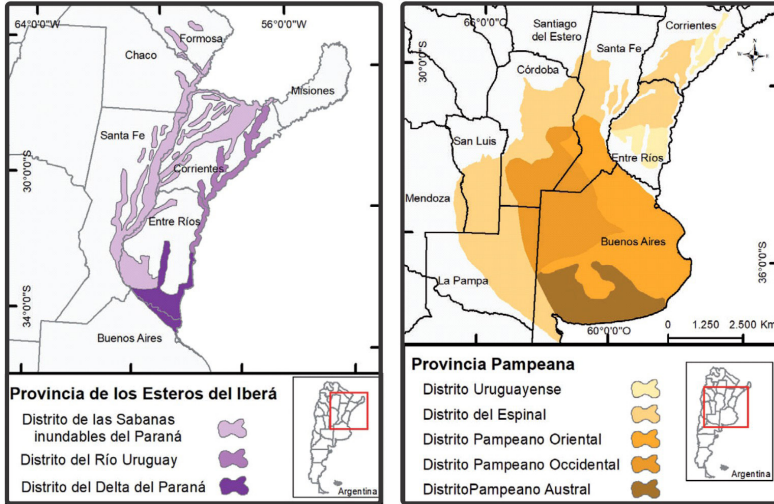 64°0'0"W
56°0'0"W
Formosa
Chaco
Misiones
Santa Fe
Corrientes
30°0'0"S
Entre Ríos
34°0'0"S
Buenos Aires
Provincia de los Esteros del Iberá
Distrito de las Sabanas
inundables del Paraná
Distrito del Río Uruguay
Distrito del Delta del Paraná
Argentina
66°0'0"O
Santiago
del Estero
Corrientes
Santa Fe
30°0'0"S
Córdoba
San Luis
Entre Ríos
Mendoza
Buenos Aires
La Pampa
36°0'0"S
60°0'0"O
0 1.250 2.500 Km
Provincia Pampeana
Distrito Uruguayense
Distrito del Espinal
Distrito Pampeano Oriental
Distrito Pampeano Occidental
DistritoPampeano Austral
Argentina